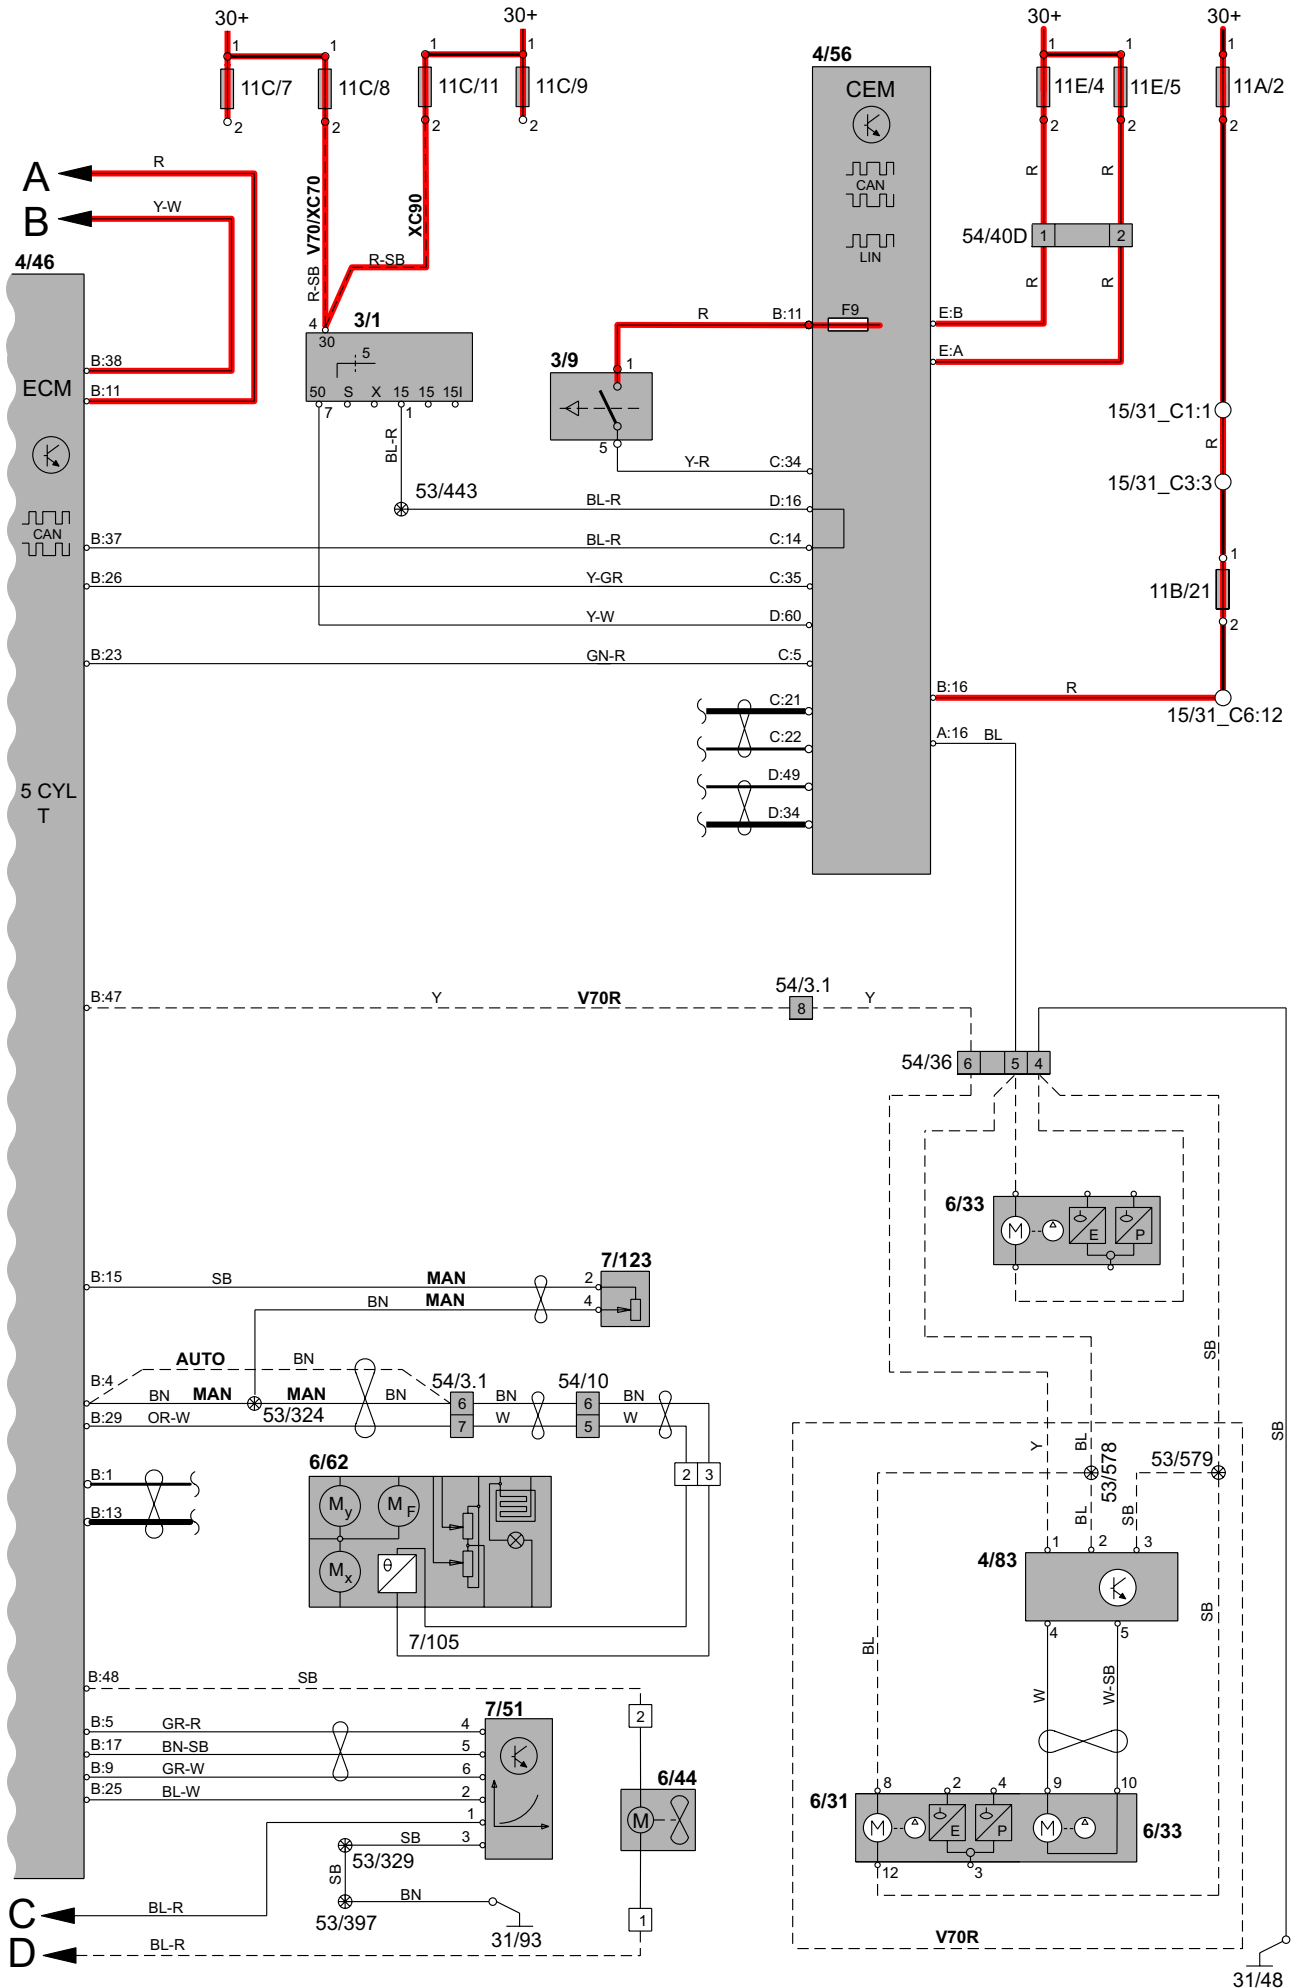 30+ 30+ 30+ 30+
1 1 1 1 1 1 1
4/56
CEM
11C/7 11C/8 11C/11 11C/9 11E/4 11E/5 11A/2
2 2 2 2 2 2 2
CAN
LIN
A R
B Y-W
V70/XC70
XC90
R R
54/40D 1 2
R R
4/46
R-SB
R-SB
4 3/1
30
5
50 S X 15 15 15I
7 1
R B:11 F9 E:B
E:A
3/9 1
5
B:38
ECM
B:11
CAN
BL-R
15/31_C1:1
R
15/31_C3:3
Y-R C:34
53/443 BL-R D:16
B:37 BL-R C:14
B:26 Y-GR C:35
1
11B/21
2
Y-W D:60
B:23 GN-R C:5
B:16 R
15/31_C6:12
C:21
C:22
A:16 BL
D:49
D:34
5 CYL
T
B:47 Y V70R 54/3.1 8 Y
54/36 6 5 4
6/33
M E P
7/123
B:15 SB MAN 2
BN MAN 4
SB
AUTO BN
B:4
BN MAN MAN BN 54/3.1 6 BN 54/10 6 BN
53/324
B:29 OR-W 7 W 5 W
SB
B:1
B:13
6/62
My MF
Mx
θ
2 3
7/105
Y BL 53/578 53/579
BL SB
1 2 3
4/83
4 5
SB
BL
W W-SB
B:48 SB
7/51
2
B:5 GR-R 4
B:17 BN-SB 5
B:9 GR-W 6
B:25 BL-W 2
1
6/44
M
SB 3
53/329
SB
BN
53/397
31/93
1
8 2 4 9 10
6/31
M E P M
6/33
12 3
C BL-R
D BL-R
V70R
31/48